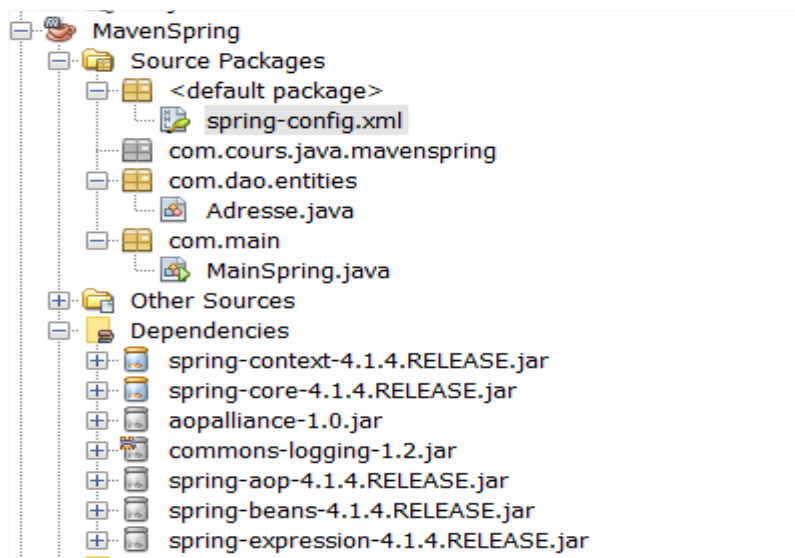 MavenSpring
Source Packages
<default package>
spring-config.xml
com.cours.java.mavenspring
com.dao.entities
Adresse.java
com.main
MainSpring.java
Other Sources
Dependencies
spring-context-4.1.4.RELEASE.jar
spring-core-4.1.4.RELEASE.jar
aopalliance-1.0.jar
commons-logging-1.2.jar
spring-aop-4.1.4.RELEASE.jar
spring-beans-4.1.4.RELEASE.jar
spring-expression-4.1.4.RELEASE.jar